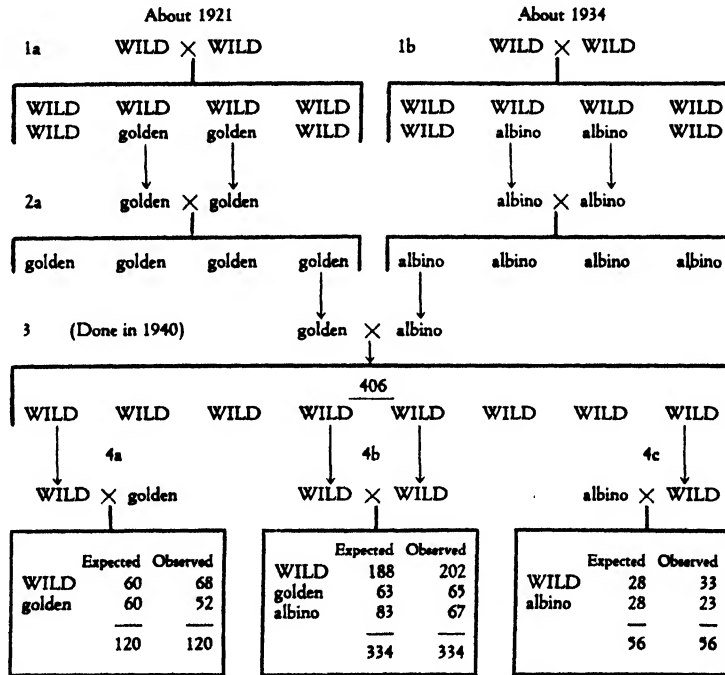 About 1921 About 1934
1a WILD × WILD 1b WILD × WILD
WILD WILD WILD WILD WILD WILD WILD WILD
WILD golden golden WILD WILD albino albino WILD
2a golden × golden albino × albino
golden golden golden golden albino albino albino albino
3 (Done in 1940) golden × albino
406
WILD WILD WILD WILD WILD WILD WILD WILD
4a 4b 4c
WILD × golden WILD × WILD albino × WILD
Expected Observed Expected Observed Expected Observed
WILD 60 68 WILD 188 202 WILD 28 33
golden 60 52 golden 63 65 albino 28 23
albino 83 67
120 120 334 334 56 56